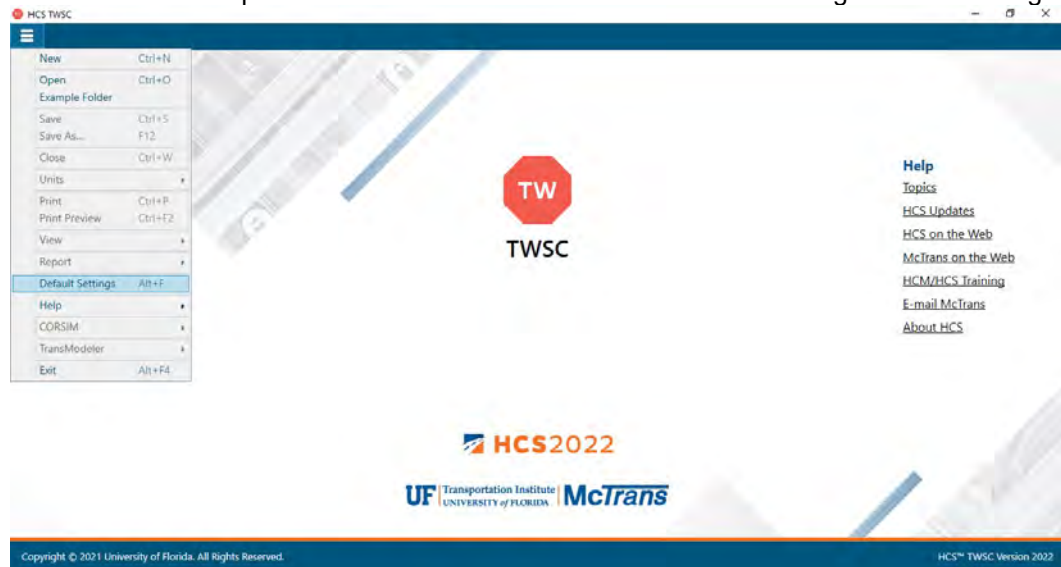 HCS TWSC
New Ctrl+N
Open Ctrl+O
Example Folder
Save Ctrl+S
Save As... F12
Close Ctrl+W
Units
Print Ctrl+P
Print Preview Ctrl+F2
View
Report
Default Settings Alt+F
Help
CORSIM
TransModeler
Exit Alt+F4
TW
TWSC
Help
Topics
HCS Updates
HCS on the Web
McTrans on the Web
HCM/HCS Training
E-mail McTrans
About HCS
HCS2022
UF Transportation Institute McTrans
UNIVERSITY of FLORIDA
Copyright © 2021 University of Florida. All Rights Reserved. HCS™ TWSC Version 2022